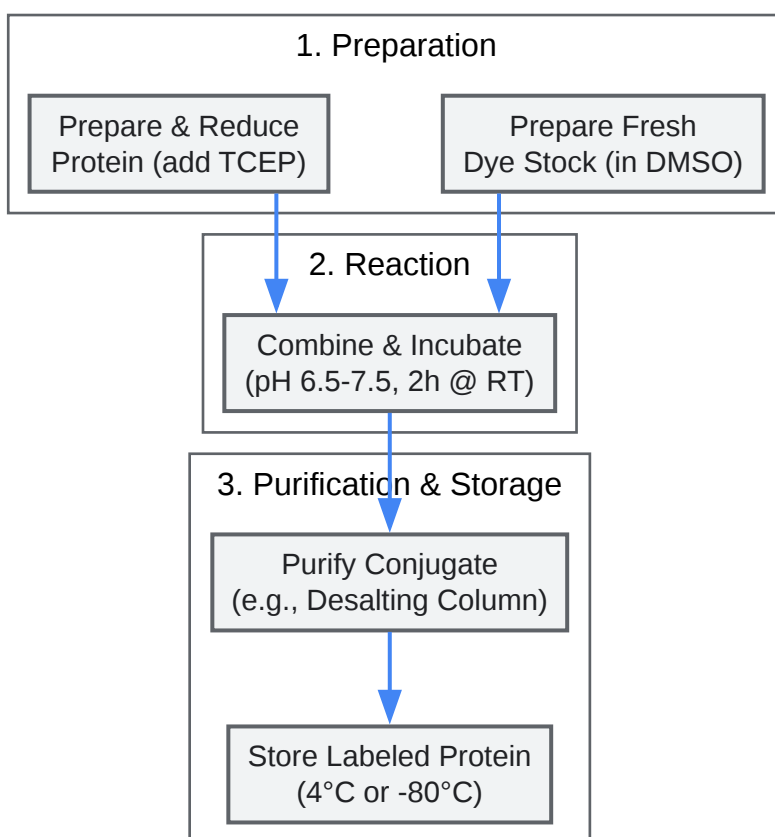 1. Preparation
Prepare & Reduce
Protein (add TCEP)
Prepare Fresh
Dye Stock (in DMSO)
2. Reaction
Combine & Incubate
(pH 6.5-7.5, 2h @ RT)
3. Purification & Storage
Purify Conjugate
(e.g., Desalting Column)
Store Labeled Protein
(4°C or -80°C)